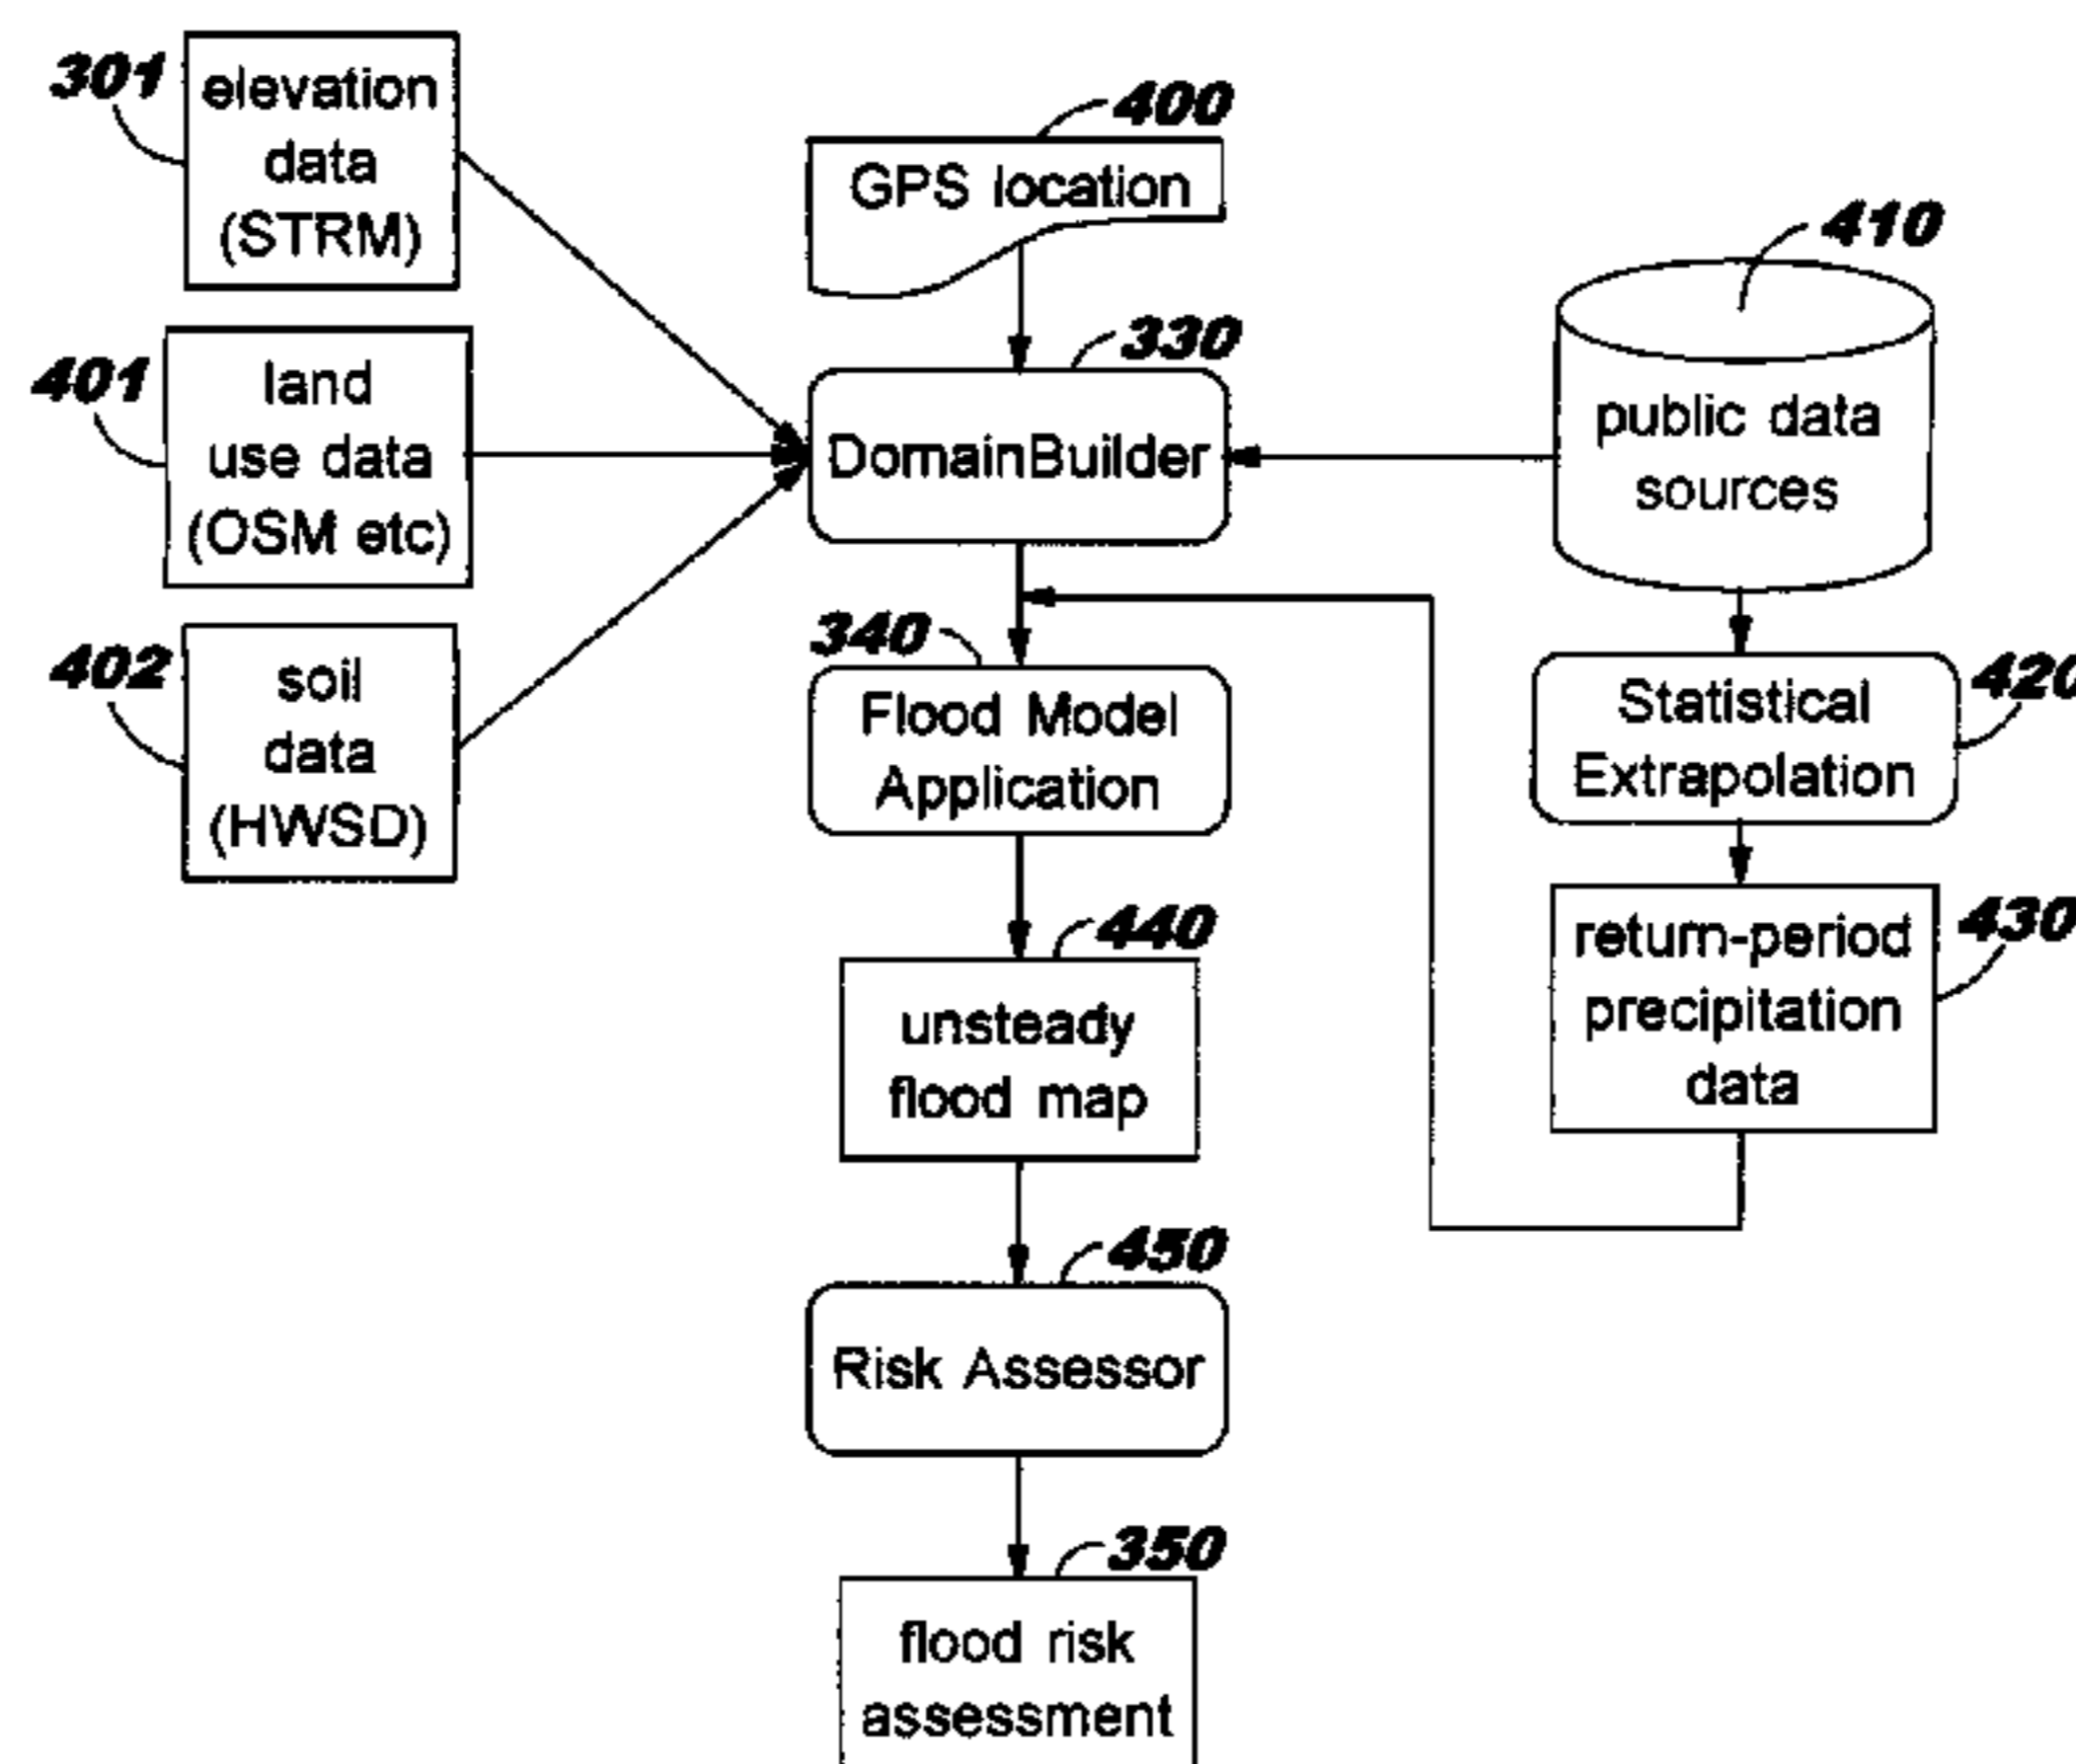 301
elevation
data
(STRM)
400
GPS location
410
public data
sources
401
land
use data
(OSM etc)
330
DomainBuilder
402
soil
data
(HWSD)
340
Flood Model
Application
420
Statistical
Extrapolation
430
return-period
precipitation
data
440
unsteady
flood map
450
Risk Assessor
350
flood risk
assessment